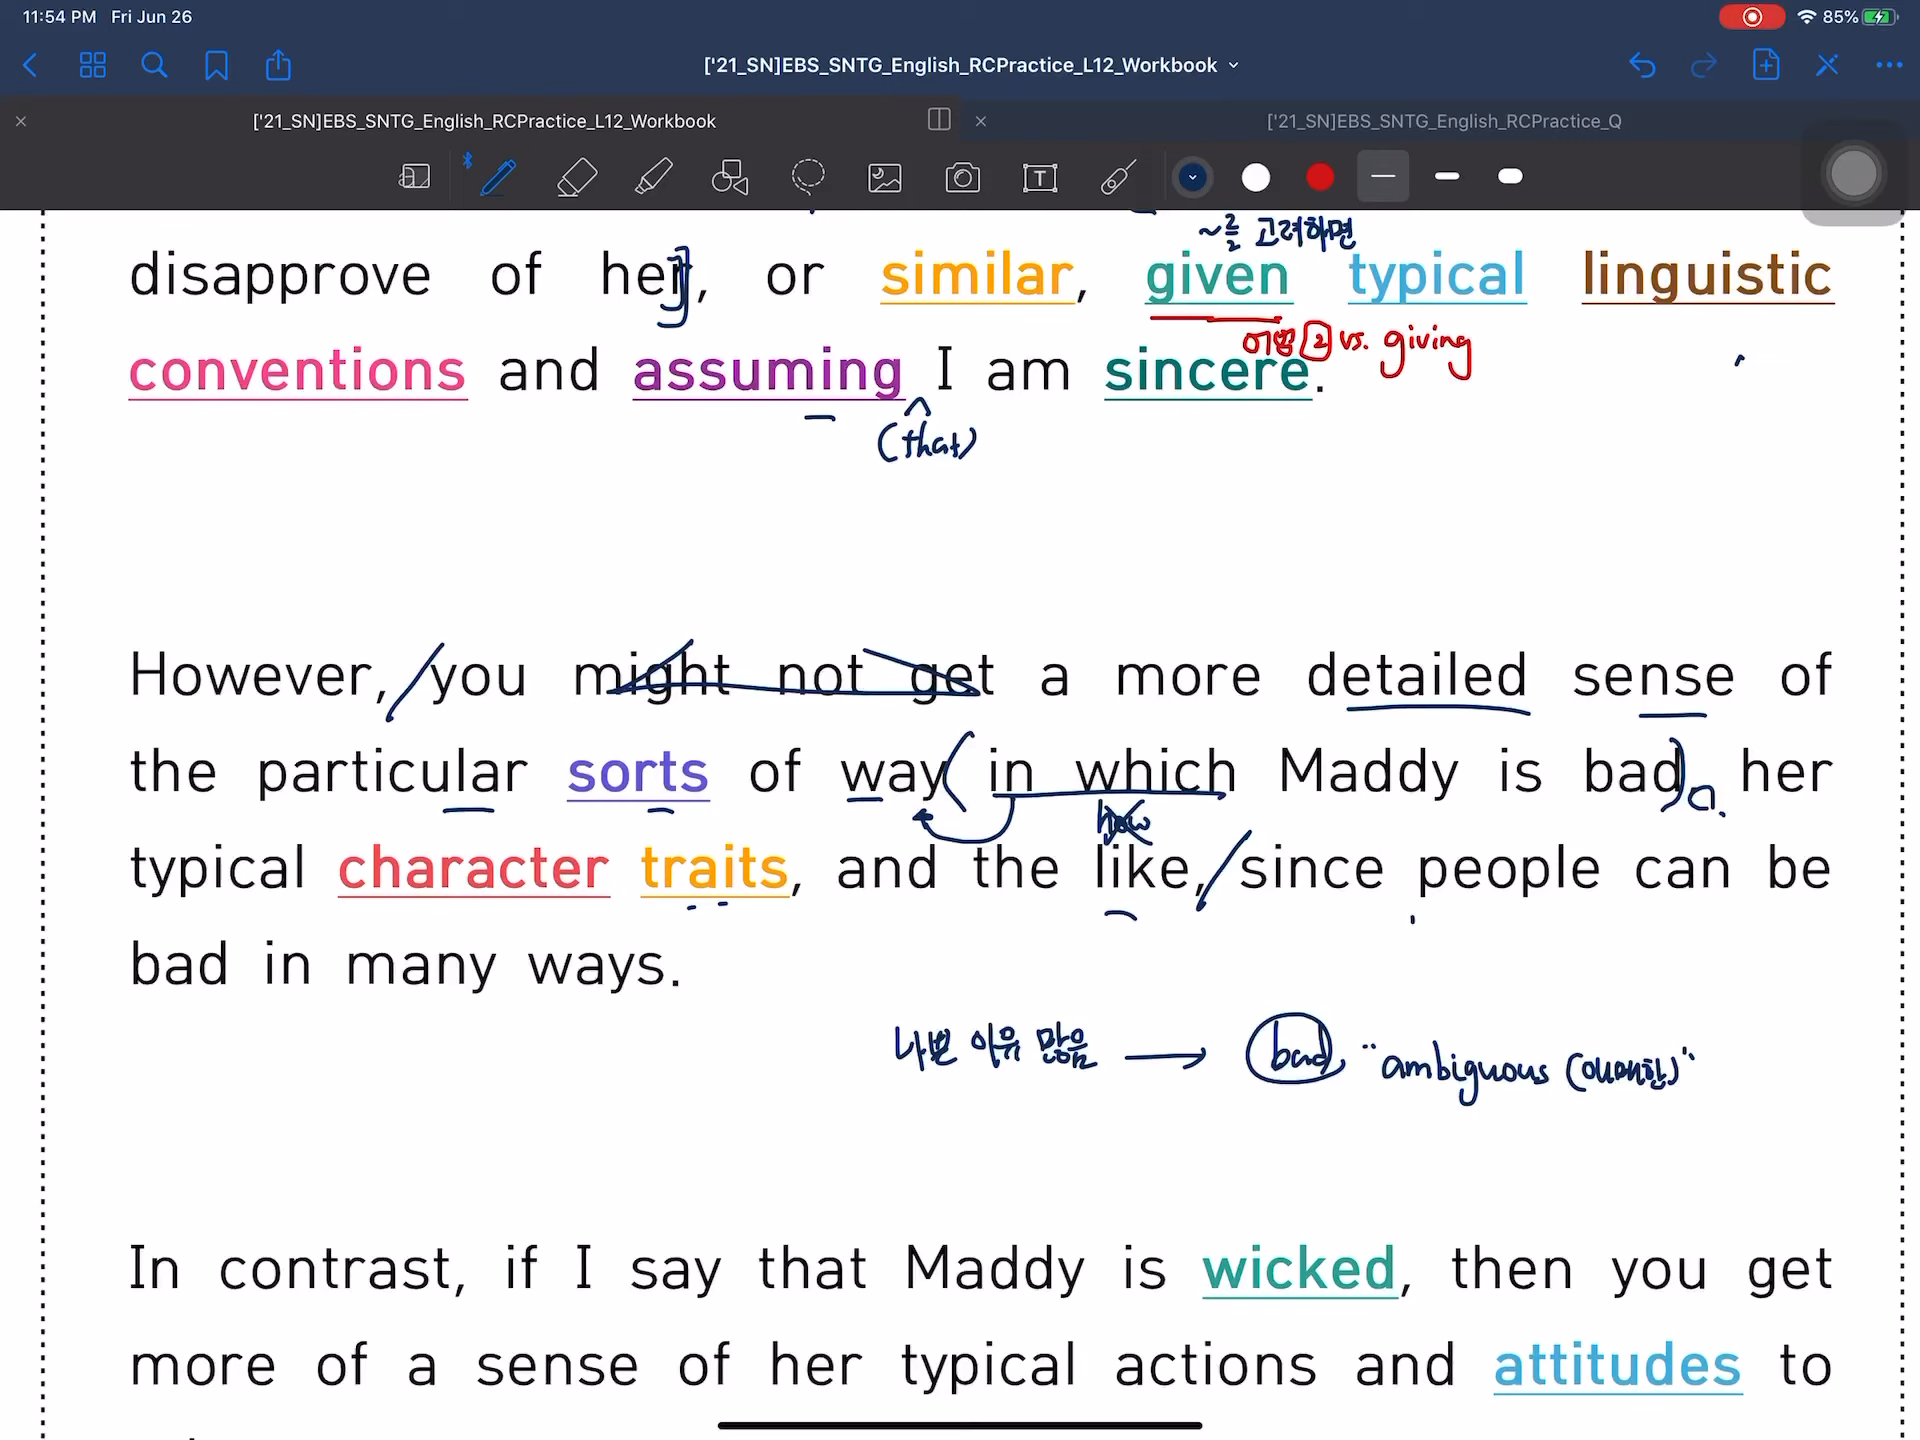 11:54 PM Fri Jun 26
85%
['21_SN]EBS_SNTG_English_RCPractice_L12_Workbook
['21_SN]EBS_SNTG_English_RCPractice_L12_Workbook
['21_SN]EBS_SNTG_English_RCPractice_Q
~를 고려하면
disapprove of her, or similar, given typical linguistic
어법 2 vs. giving
conventions and assuming I am sincere.
(that)
However, you might not get a more detailed sense of
the particular sorts of way in which Maddy is bad, her
how
typical character traits, and the like, since people can be
bad in many ways.
나쁜 이유 많음 → bad, "ambiguous (애매한)"
In contrast, if I say that Maddy is wicked, then you get
more of a sense of her typical actions and attitudes to